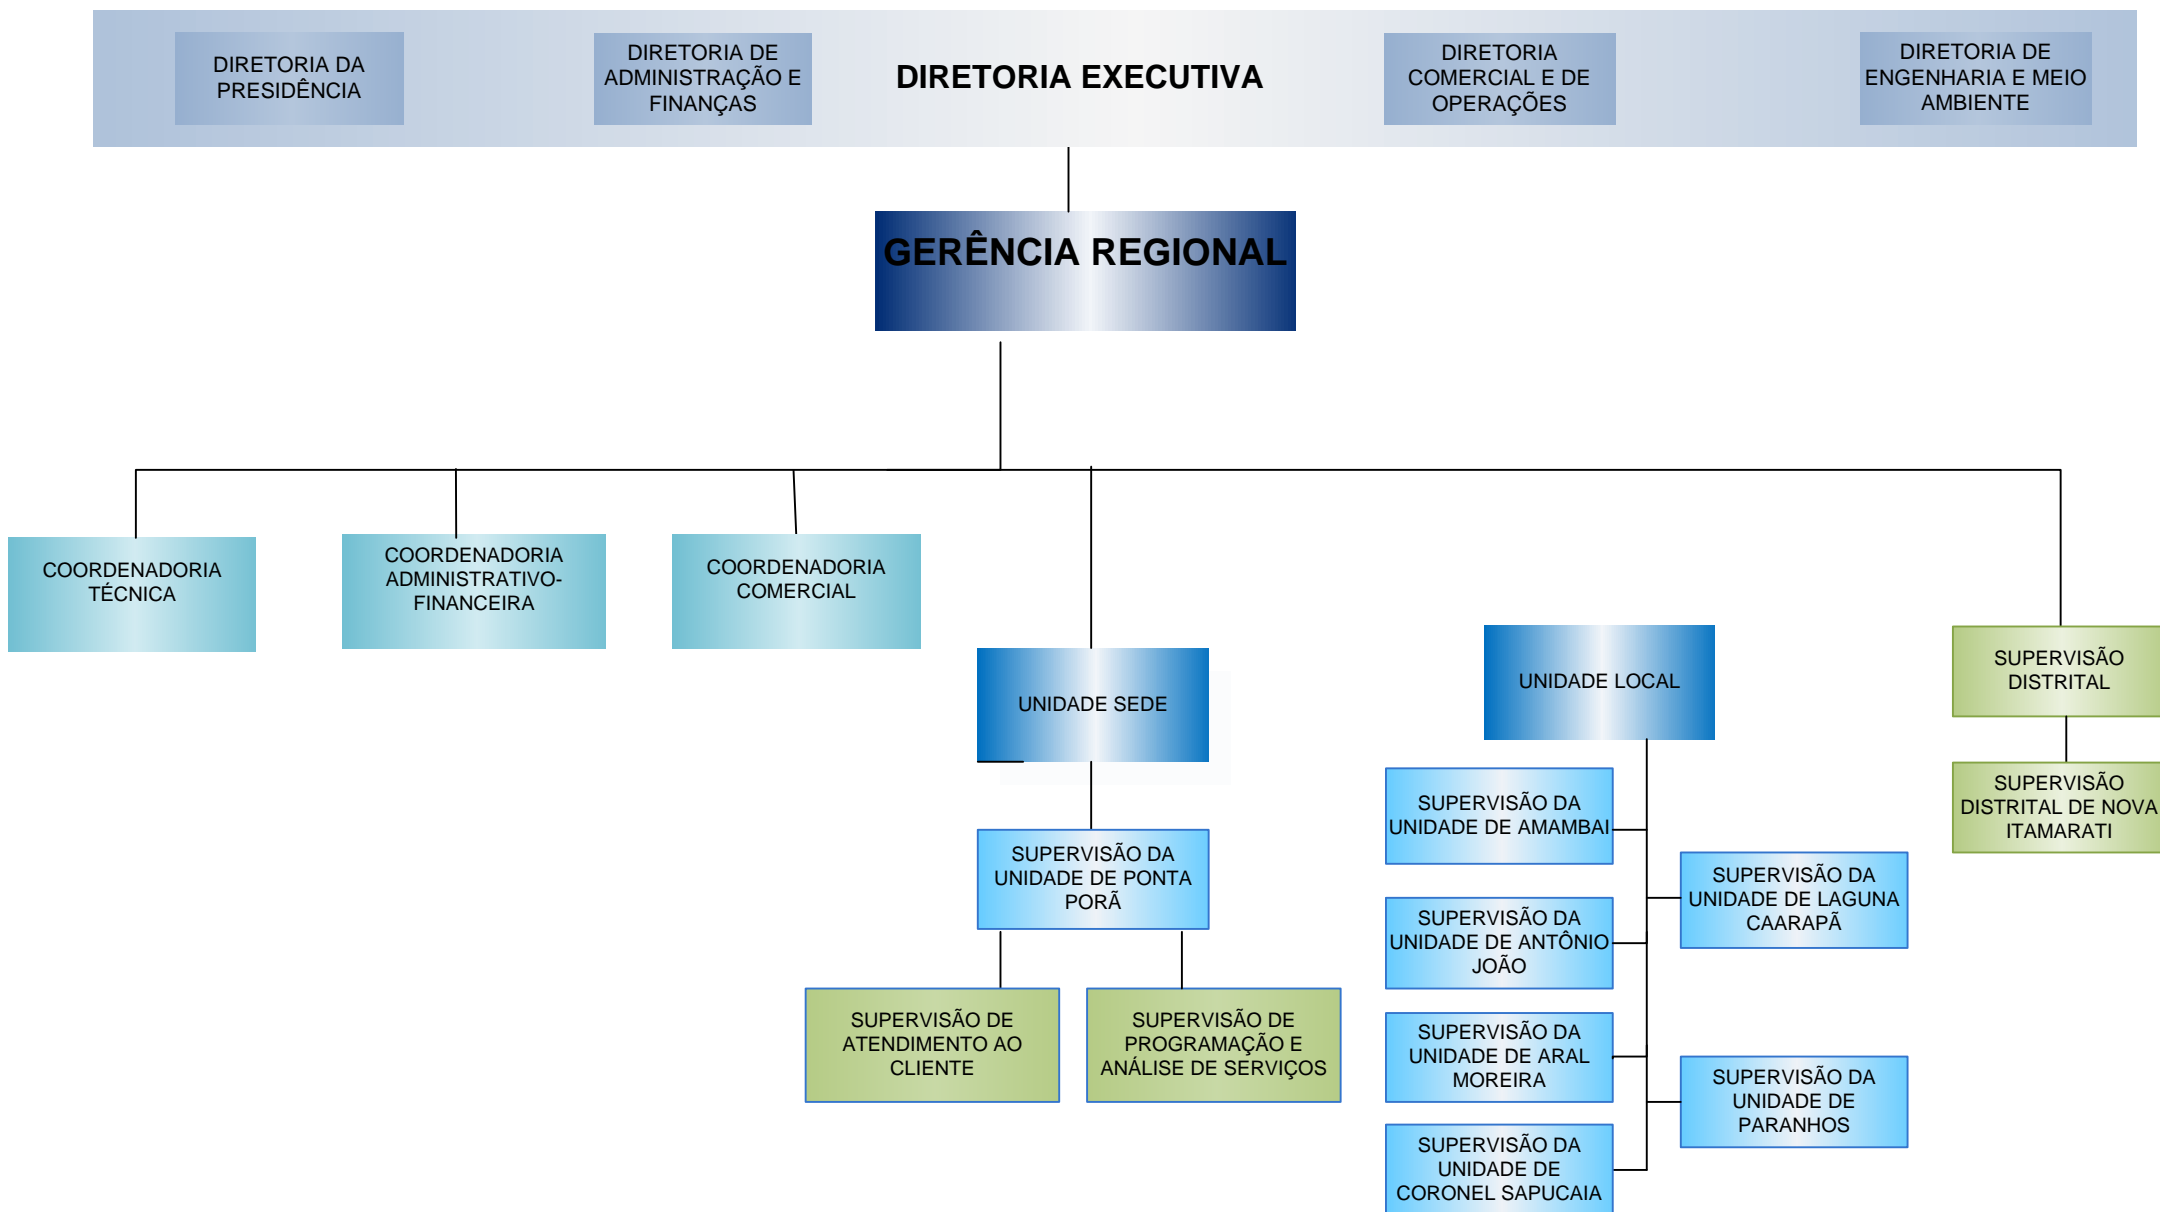 DIRETORIA DA
PRESIDÊNCIA
DIRETORIA DE
ADMINISTRAÇÃO E
FINANÇAS
DIRETORIA EXECUTIVA
DIRETORIA
COMERCIAL E DE
OPERAÇÕES
DIRETORIA DE
ENGENHARIA E MEIO
AMBIENTE
GERÊNCIA REGIONAL
COORDENADORIA
TÉCNICA
COORDENADORIA
ADMINISTRATIVO-
FINANCEIRA
COORDENADORIA
COMERCIAL
UNIDADE SEDE
UNIDADE LOCAL
SUPERVISÃO
DISTRITAL
SUPERVISÃO DA
UNIDADE DE PONTA
PORÃ
SUPERVISÃO DE
ATENDIMENTO AO
CLIENTE
SUPERVISÃO DE
PROGRAMAÇÃO E
ANÁLISE DE SERVIÇOS
SUPERVISÃO DA
UNIDADE DE AMAMBAI
SUPERVISÃO DA
UNIDADE DE LAGUNA
CAARAPÃ
SUPERVISÃO DA
UNIDADE DE ANTÔNIO
JOÃO
SUPERVISÃO DA
UNIDADE DE ARAL
MOREIRA
SUPERVISÃO DA
UNIDADE DE
PARANHOS
SUPERVISÃO DA
UNIDADE DE
CORONEL SAPUCAIA
SUPERVISÃO
DISTRITAL DE NOVA
ITAMARATI